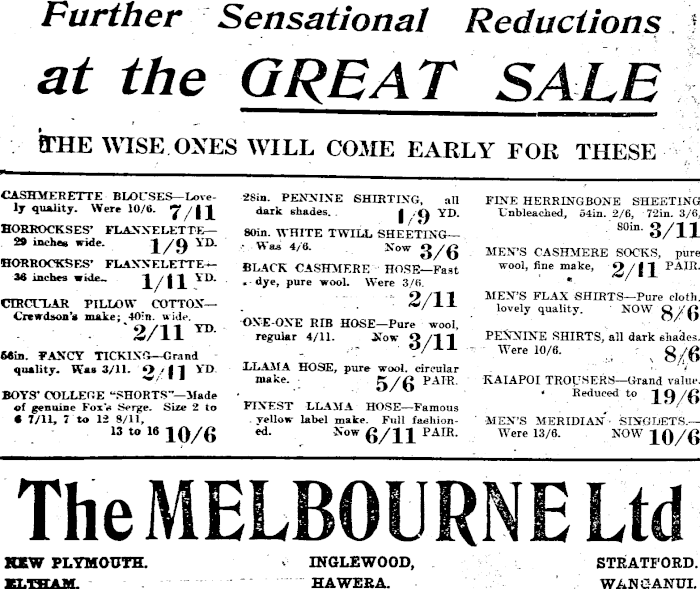 Further Sensational Reductions
at the GREAT SALE
THE WISE ONES WILL COME EARLY FOR THESE
CASHMERETTE BLOUSES—Love-
ly quality. Were 10/6. 7/11
HORROCKSES' FLANNELETTE—
29 inches wide. 1/9 YD.
HORROCKSES' FLANNELETTE—
36 inches wide. 1/11 YD.
CIRCULAR PILLOW COTTON—
Crewdson's make; 40in. wide.
2/11 YD.
56in. FANCY TICKING—Grand
quality. Was 3/11. 2/11 YD.
BOYS' COLLEGE "SHORTS"—Made
of genuine Fox's Serge. Size 2 to
6 7/11, 7 to 12 8/11,
13 to 16 10/6
28in. PENNINE SHIRTING, all
dark shades. 1/9 YD.
80in. WHITE TWILL SHEETING—
Was 4/6. Now 3/6
BLACK CASHMERE HOSE—Fast
dye, pure wool. Were 3/6.
2/11
ONE-ONE RIB HOSE—Pure wool,
regular 4/11. Now 3/11
LLAMA HOSE, pure wool, circular
make. 5/6 PAIR.
FINEST LLAMA HOSE—Famous
yellow label make. Full fashion-
ed. Now 6/11 PAIR.
FINE HERRINGBONE SHEETING
Unbleached, 54in. 2/6, 72in. 3/6,
80in. 3/11
MEN'S CASHMERE SOCKS, pure
wool, fine make, 2/11 PAIR.
MEN'S FLAX SHIRTS—Pure cloth,
lovely quality. NOW 8/6
PENNINE SHIRTS, all dark shades.
Were 10/6. 8/6
KAIAPOI TROUSERS—Grand value.
Reduced to 19/6
MEN'S MERIDIAN SINGLETS—
Were 13/6. NOW 10/6
The MELBOURNE Ltd
NEW PLYMOUTH. INGLEWOOD, STRATFORD.
ELTHAM. HAWERA. WANGANUI.